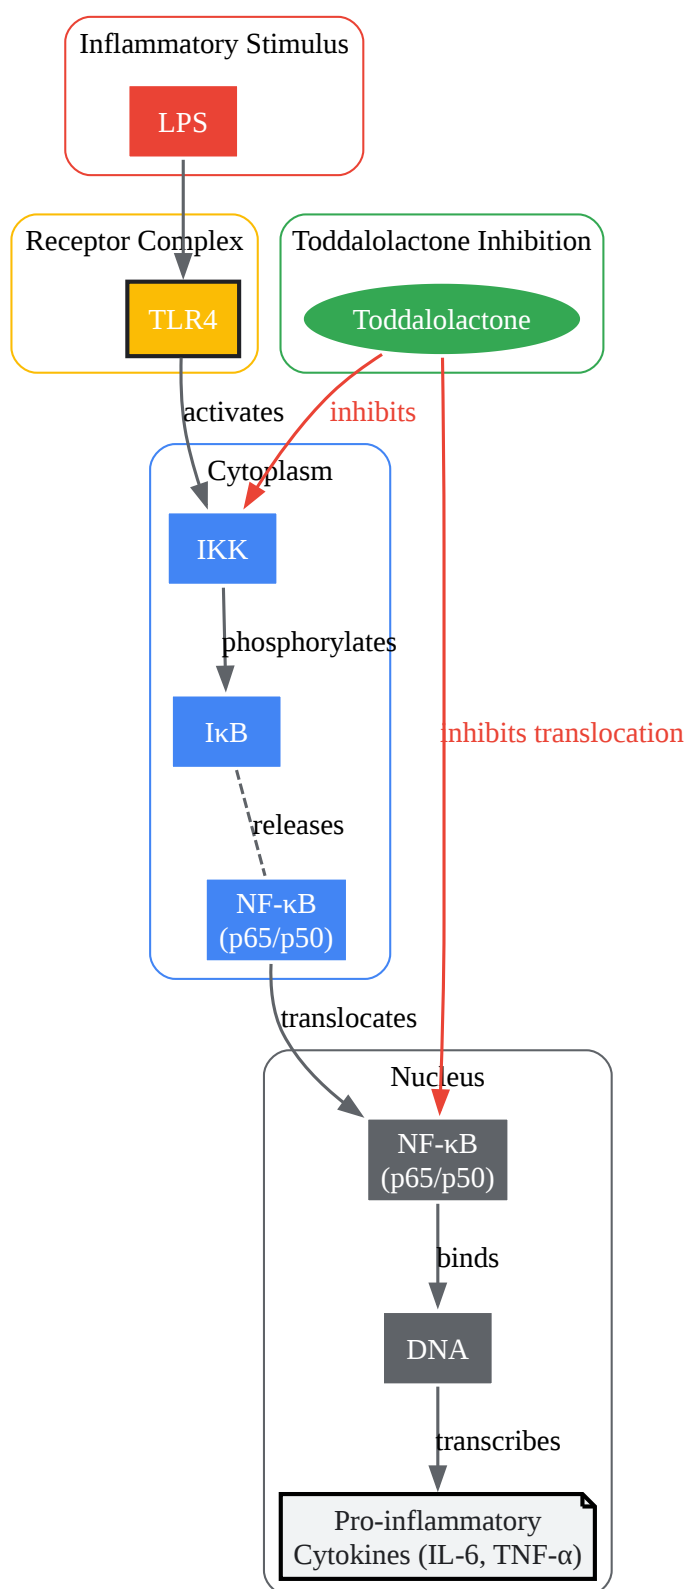 Inflammatory Stimulus
LPS
Receptor Complex
Toddalolactone Inhibition
TLR4
Toddalolactone
activates
inhibits
Cytoplasm
IKK
phosphorylates
IκB
inhibits translocation
releases
NF-κB
(p65/p50)
translocates
Nucleus
NF-κB
(p65/p50)
binds
DNA
transcribes
Pro-inflammatory
Cytokines (IL-6, TNF-α)